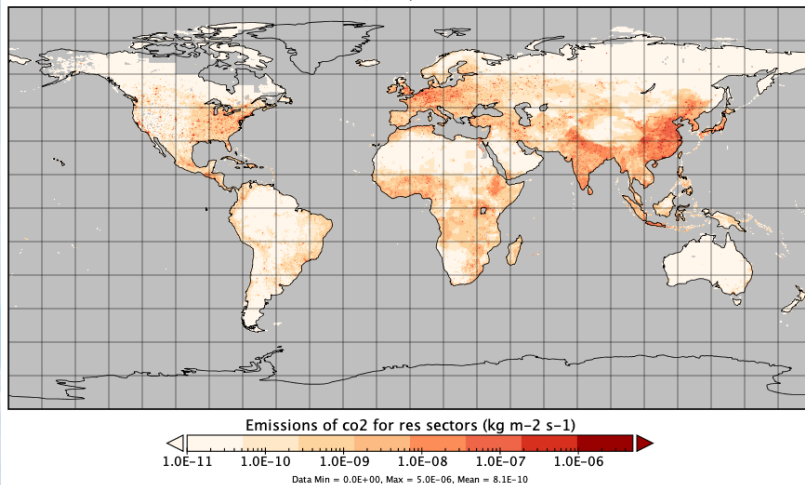 Emissions of co2 for res sectors (kg m-2 s-1)
1.0E-11 1.0E-10 1.0E-09 1.0E-08 1.0E-07 1.0E-06
Data Min = 0.0E+00, Max = 5.0E-06, Mean = 8.1E-10